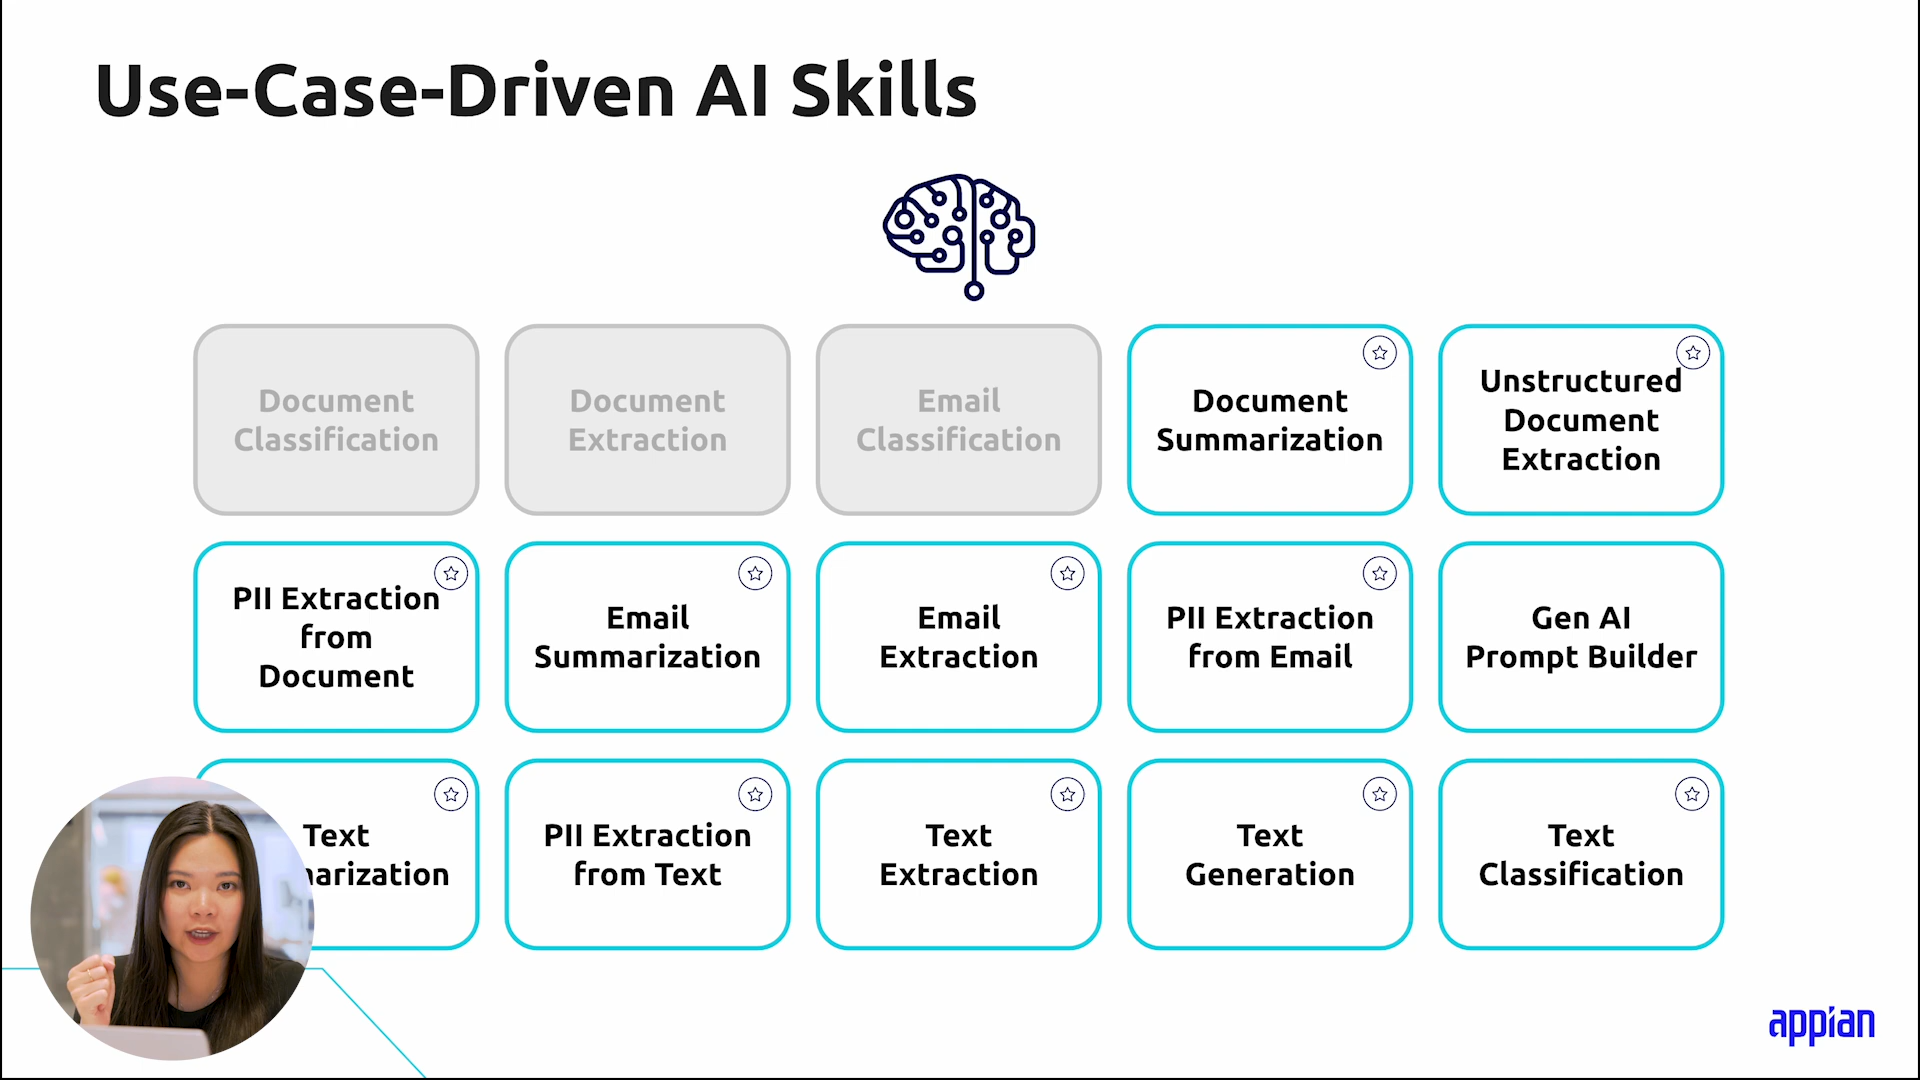 Use-Case-Driven AI Skills
Document
Classification
Document
Extraction
Email
Classification
Document
Summarization
Unstructured
Document
Extraction
PII Extraction
from
Document
Email
Summarization
Email
Extraction
PII Extraction
from Email
Gen AI
Prompt Builder
Text
PII Extraction
from Text
Text
Extraction
Text
Generation
Text
Classification
appian